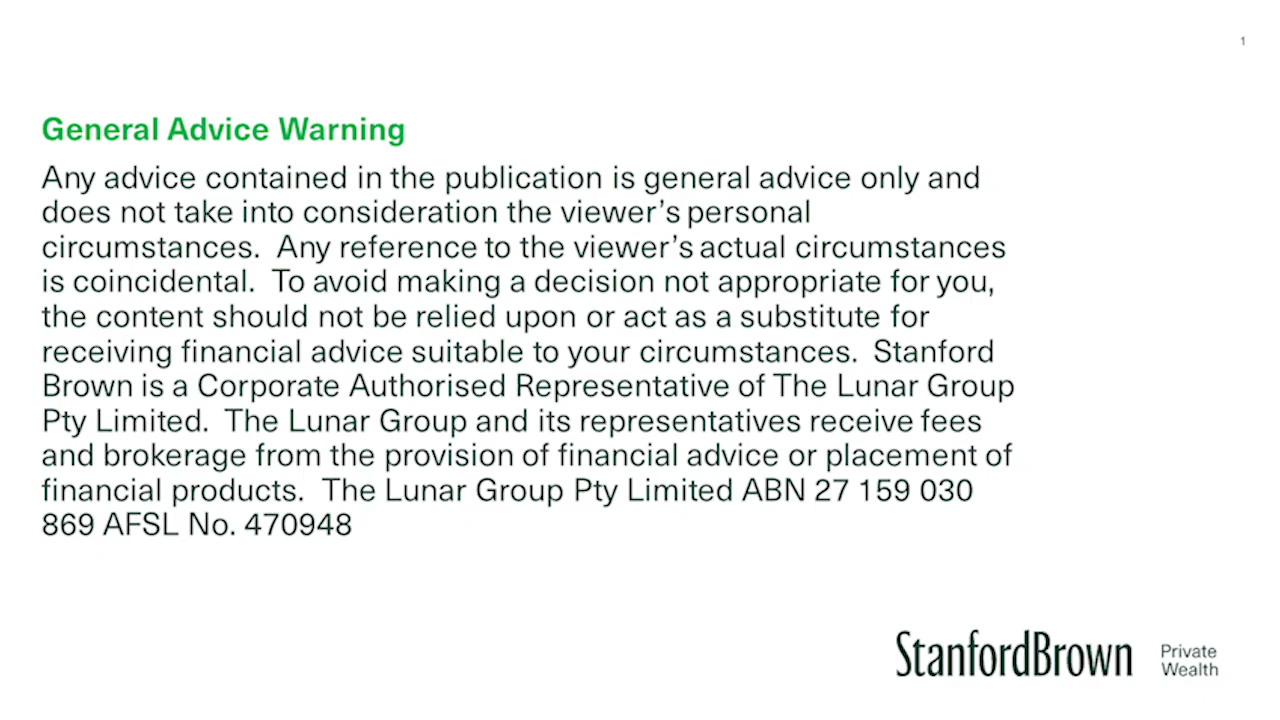 1
General Advice Warning
Any advice contained in the publication is general advice only and
does not take into consideration the viewer's personal
circumstances.  Any reference to the viewer's actual circumstances
is coincidental.  To avoid making a decision not appropriate for you,
the content should not be relied upon or act as a substitute for
receiving financial advice suitable to your circumstances.  Stanford
Brown is a Corporate Authorised Representative of The Lunar Group
Pty Limited.  The Lunar Group and its representatives receive fees
and brokerage from the provision of financial advice or placement of
financial products.  The Lunar Group Pty Limited ABN 27 159 030
869 AFSL No. 470948
StanfordBrown
Private
Wealth